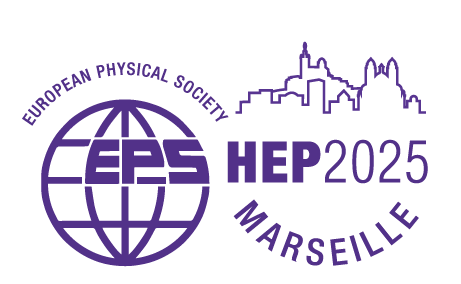 EUROPEAN PHYSICAL SOCIETY
EPS
HEP2025
MARSEILLE